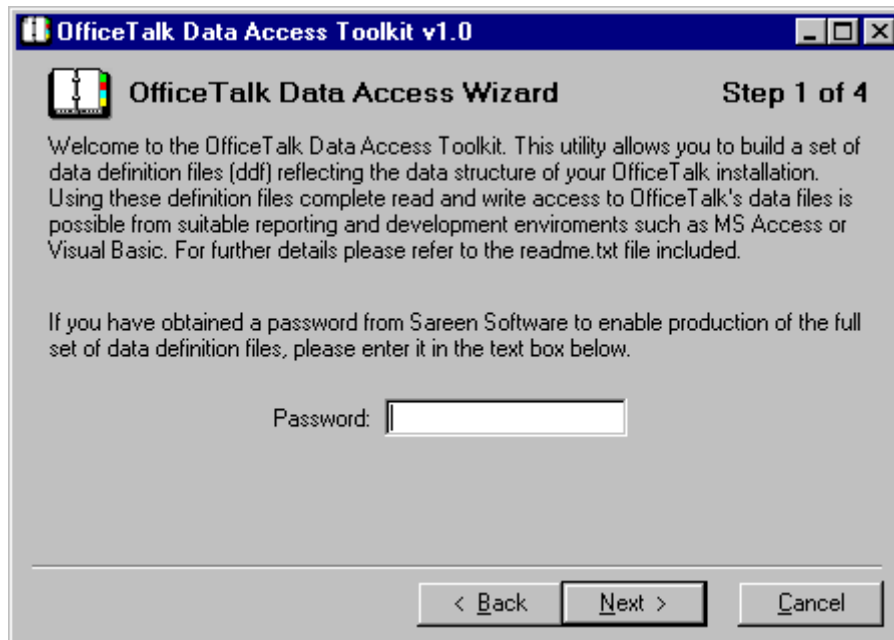 OfficeTalk Data Access Toolkit v1.0
OfficeTalk Data Access Wizard Step 1 of 4
Welcome to the OfficeTalk Data Access Toolkit. This utility allows you to build a set of
data definition files (ddf) reflecting the data structure of your OfficeTalk installation.
Using these definition files complete read and write access to OfficeTalk's data files is
possible from suitable reporting and development enviroments such as MS Access or
Visual Basic. For further details please refer to the readme.txt file included.
If you have obtained a password from Sareen Software to enable production of the full
set of data definition files, please enter it in the text box below.
Password:
< Back Next > Cancel